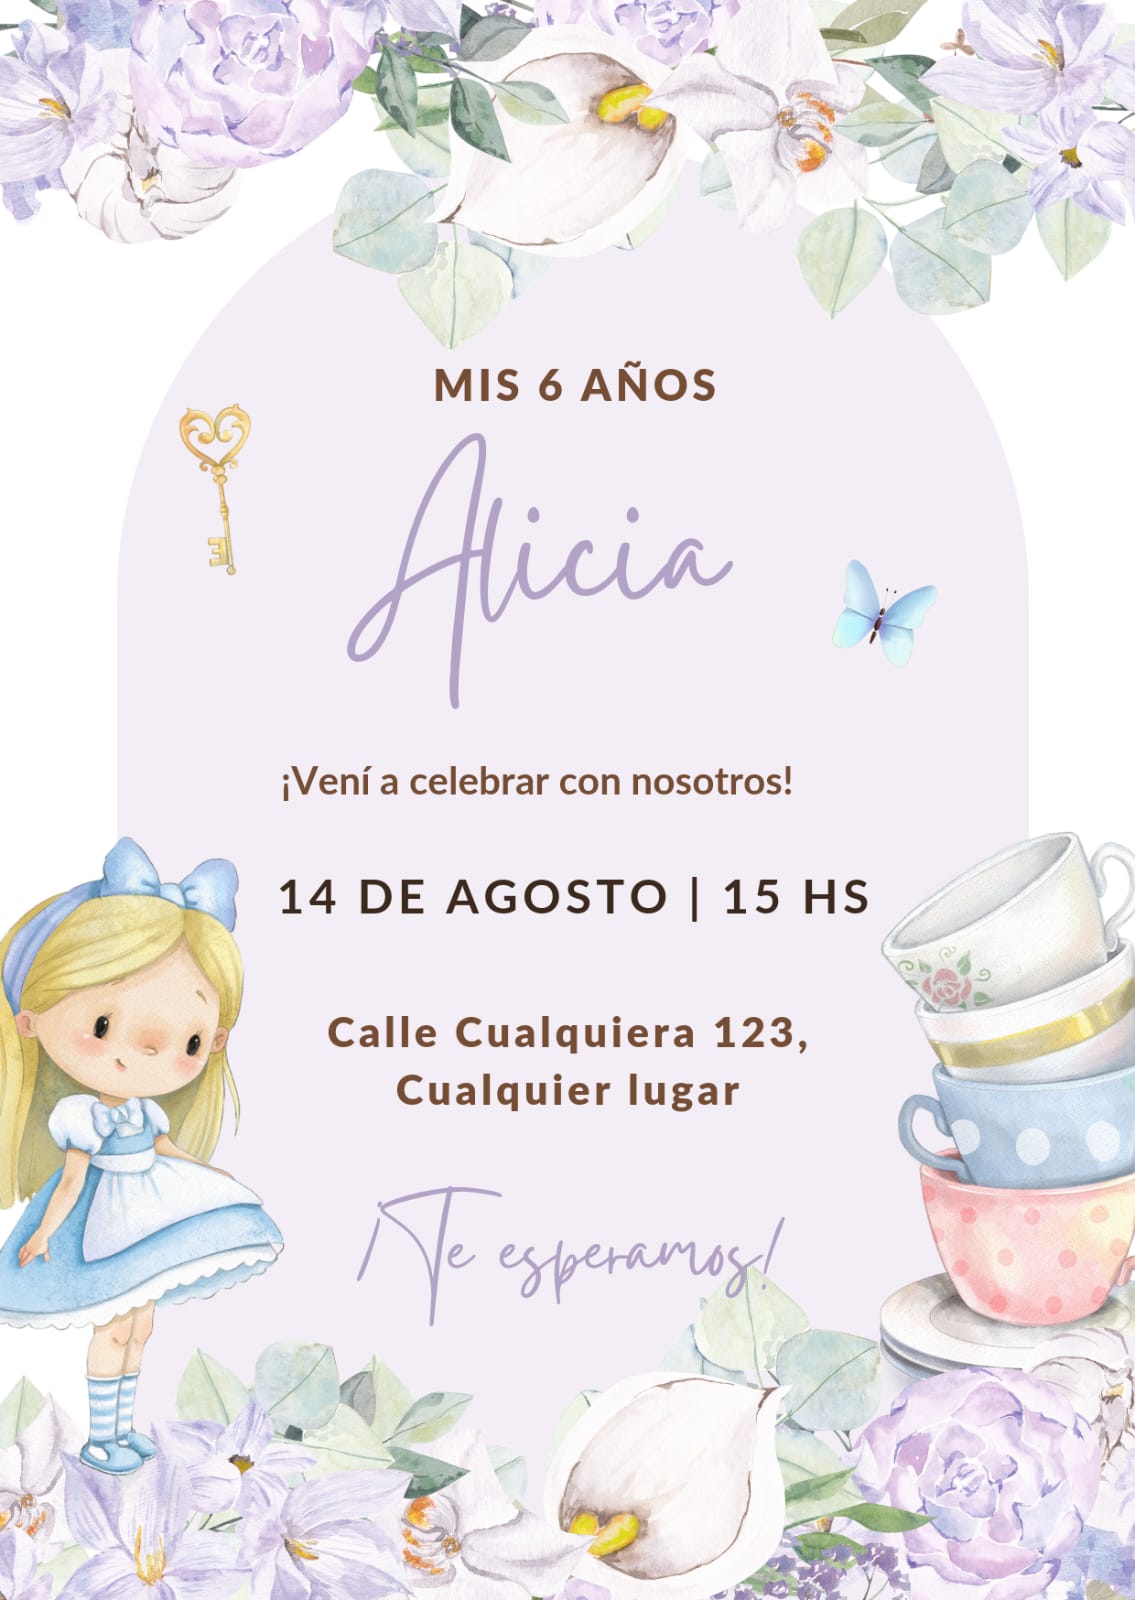 MIS 6 AÑOS
Alicia
¡Vení a celebrar con nosotros!
14 DE AGOSTO | 15 HS
Calle Cualquiera 123,
Cualquier lugar
¡Te esperamos!